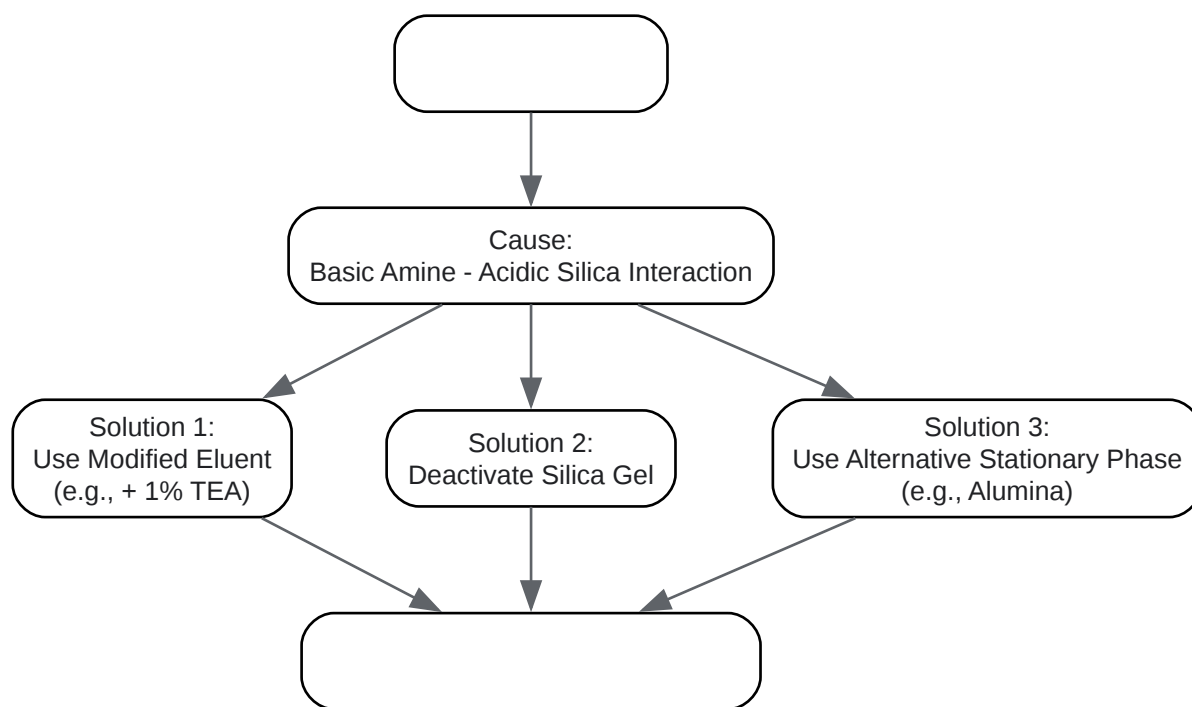 Cause:
Basic Amine - Acidic Silica Interaction
Solution 1:
Use Modified Eluent
(e.g., + 1% TEA)
Solution 2:
Deactivate Silica Gel
Solution 3:
Use Alternative Stationary Phase
(e.g., Alumina)